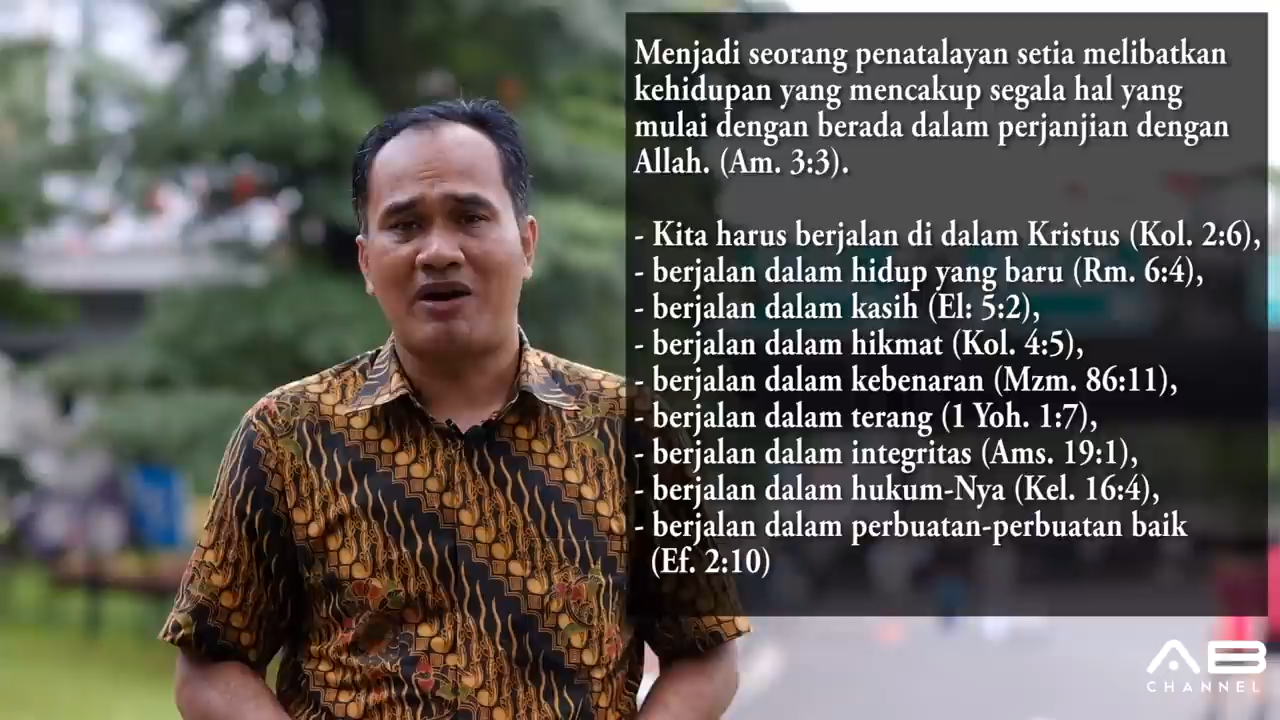 Menjadi seorang penatalayan setia melibatkan
kehidupan yang mencakup segala hal yang
mulai dengan berada dalam perjanjian dengan
Allah. (Am. 3:3).
- Kita harus berjalan di dalam Kristus (Kol. 2:6),
- berjalan dalam hidup yang baru (Rm. 6:4),
- berjalan dalam kasih (El: 5:2),
- berjalan dalam hikmat (Kol. 4:5),
- berjalan dalam kebenaran (Mzm. 86:11),
- berjalan dalam terang (1 Yoh. 1:7),
- berjalan dalam integritas (Ams. 19:1),
- berjalan dalam hukum-Nya (Kel. 16:4),
- berjalan dalam perbuatan-perbuatan baik
(Ef. 2:10)
AB
CHANNEL